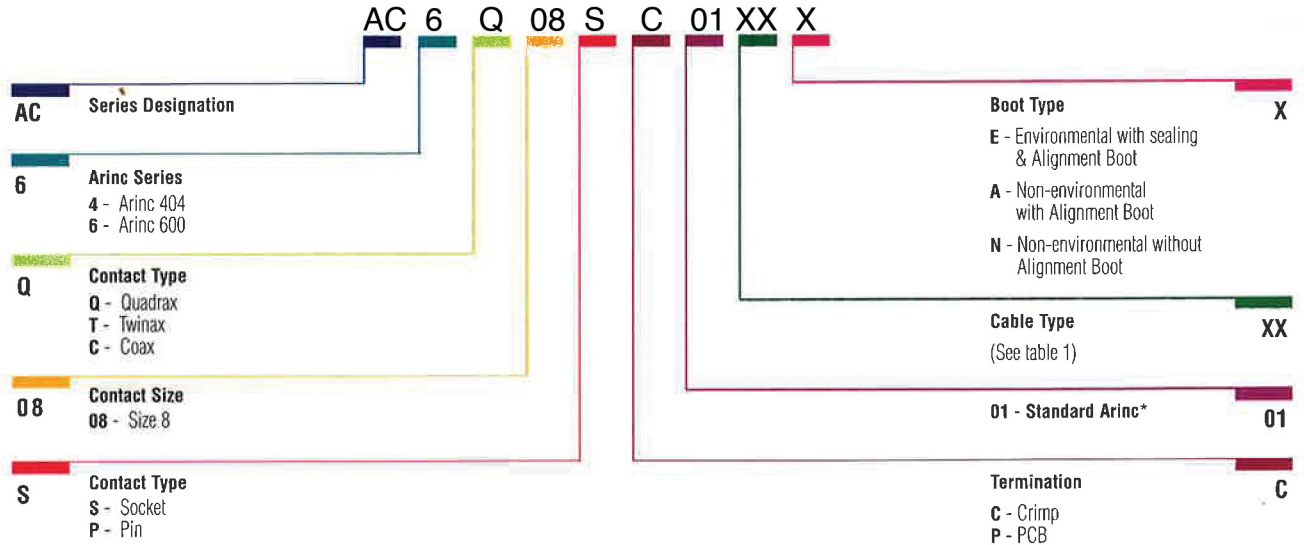 AC 6 Q 08 S C 01 XX X
AC
Series Designation
6
Arinc Series
4 - Arinc 404
6 - Arinc 600
Q
Contact Type
Q - Quadrax
T - Twinax
C - Coax
08
Contact Size
08 - Size 8
S
Contact Type
S - Socket
P - Pin
Boot Type
X
E - Environmental with sealing
& Alignment Boot
A - Non-environmental
with Alignment Boot
N - Non-environmental without
Alignment Boot
Cable Type
XX
(See table 1)
01 - Standard Arinc*
01
Termination
C
C - Crimp
P - PCB